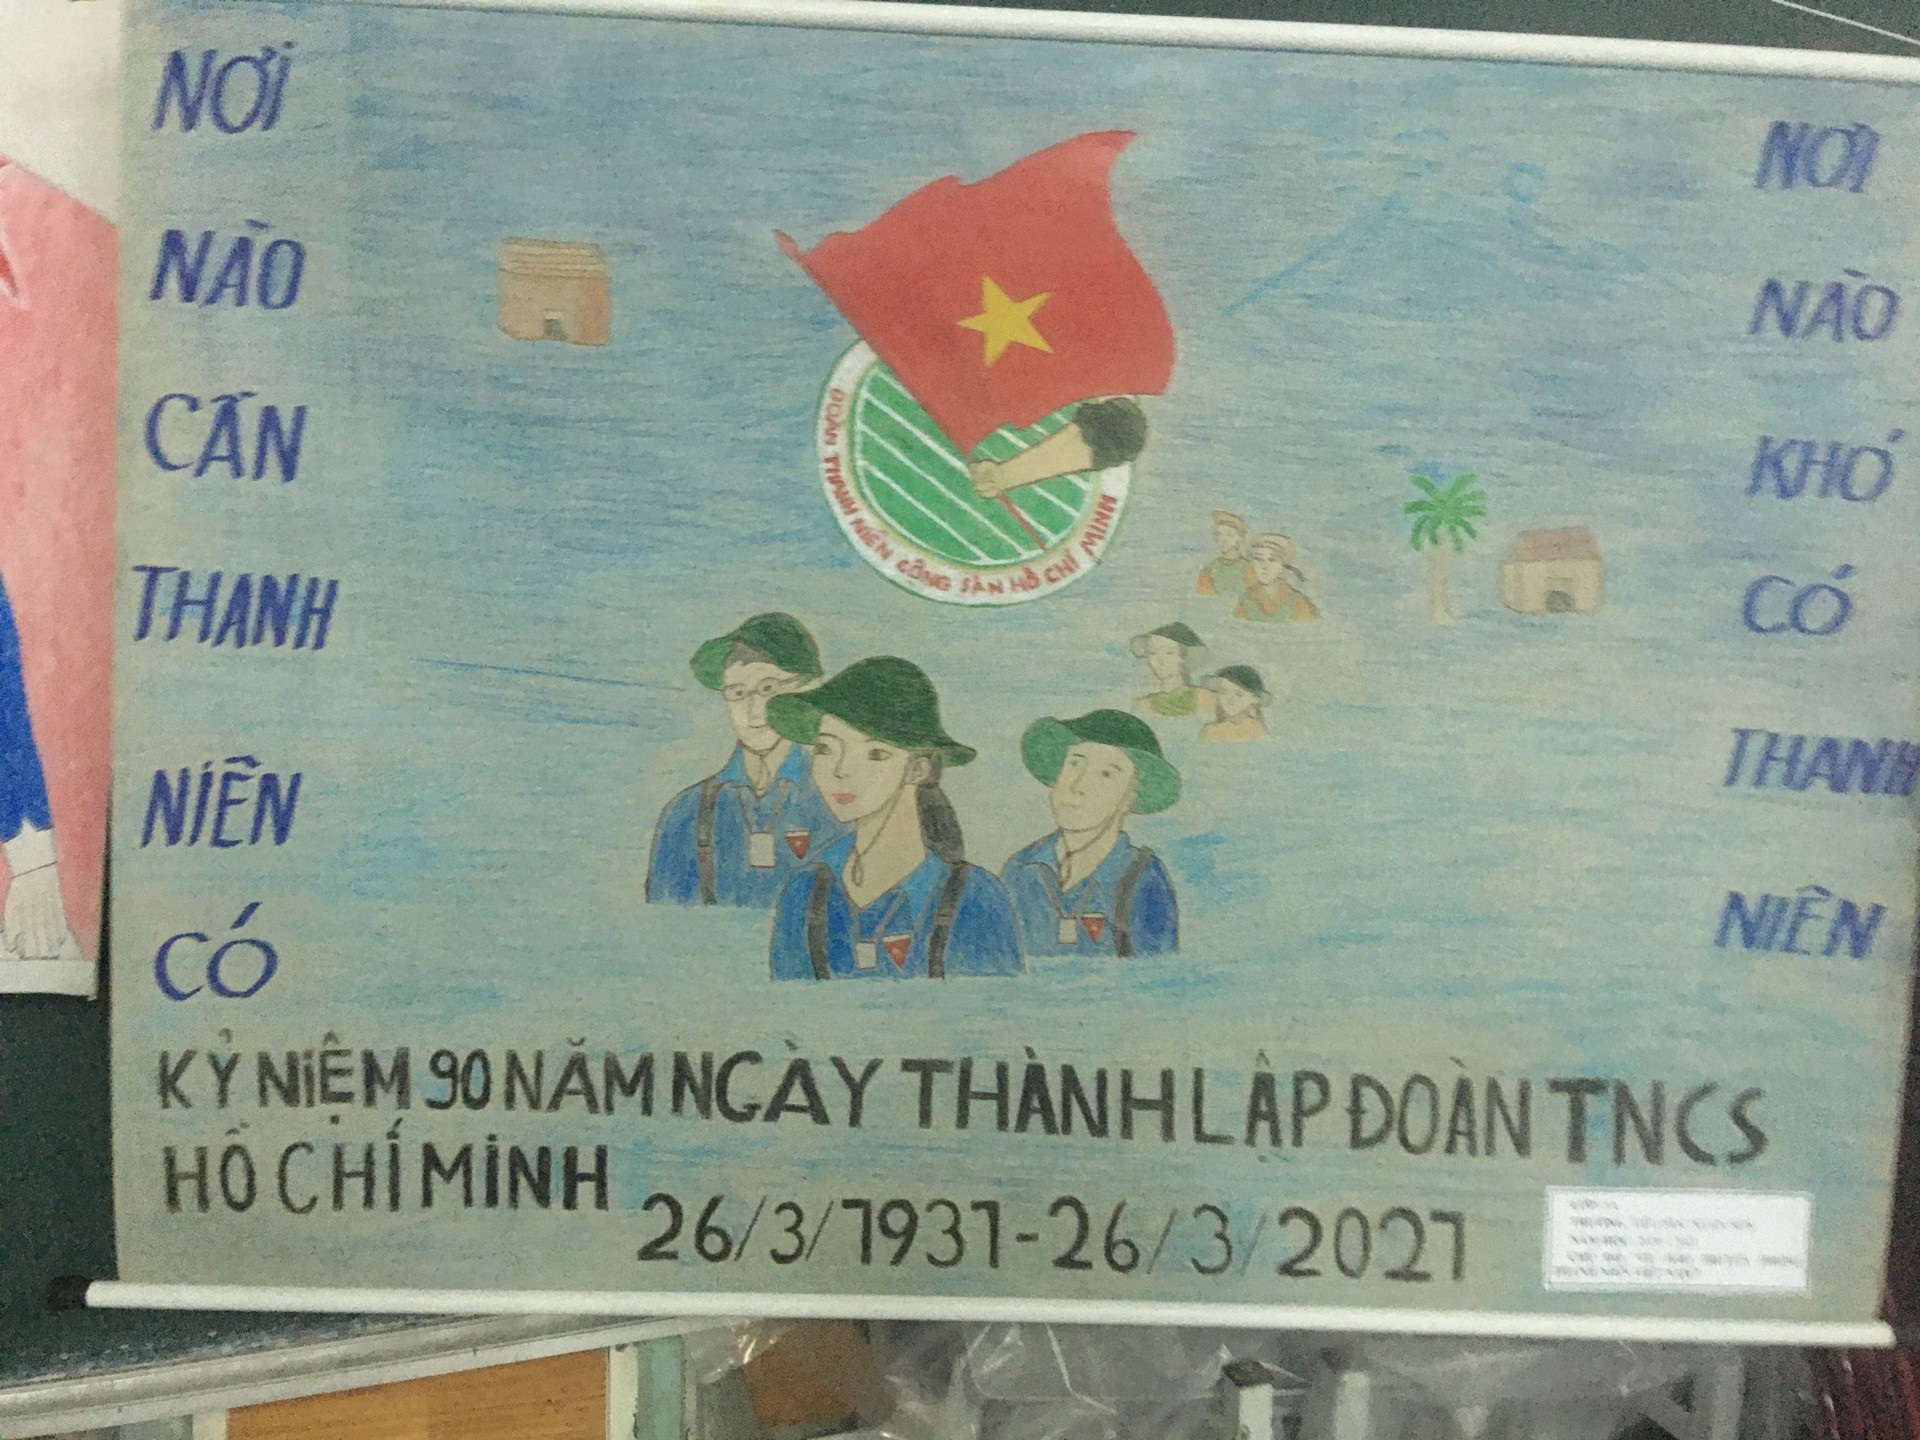 NƠI
NÀO
CẦN
THANH
NIÊN
CÓ
NƠI
NÀO
KHÓ
CÓ
THANH
NIÊN
ĐOÀN THANH NIÊN CỘNG SẢN HỒ CHÍ MINH
KỶ NIỆM 90 NĂM NGÀY THÀNH LẬP ĐOÀN TNCS
HỒ CHÍ MINH
26/3/1931-26/3/2021